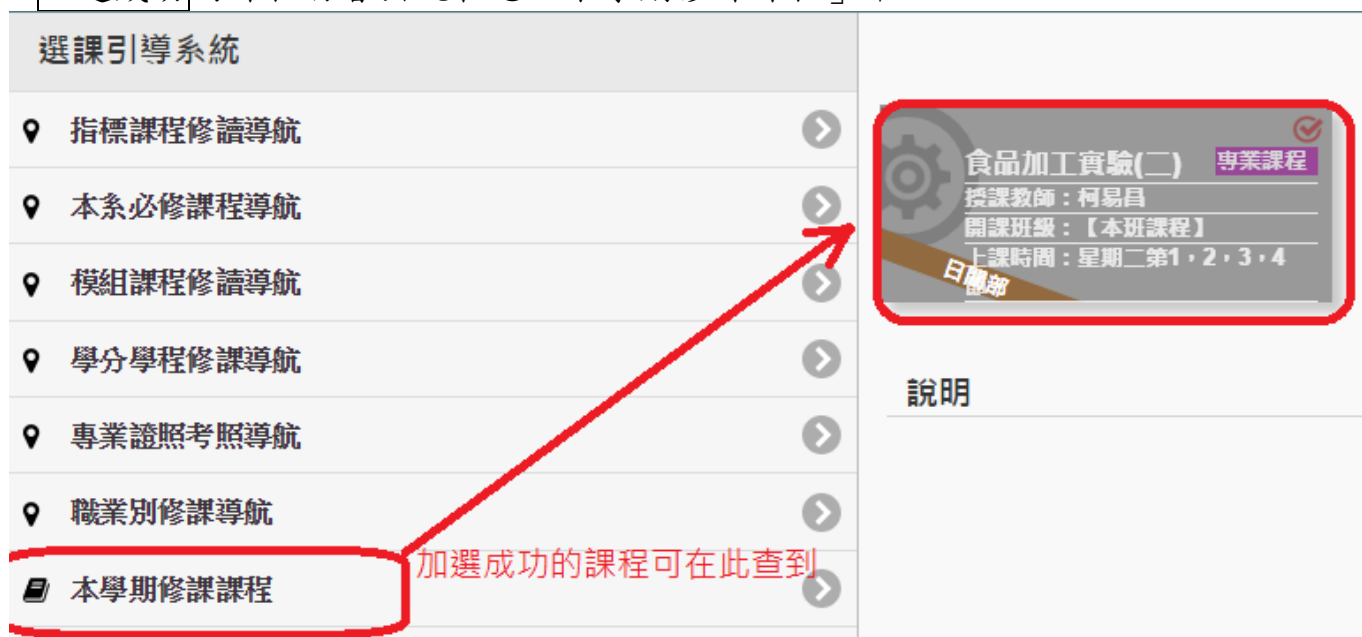 選課引導系統
指標課程修讀導航
本系必修課程導航
模組課程修讀導航
學分學程修課導航
專業證照考照導航
職業別修課導航
本學期修課課程
加選成功的課程可在此查到
食品加工實驗(二)
專業課程
授課教師：柯易昌
開課班級：【本班課程】
上課時間：星期二第1，2，3，4
日間部
說明